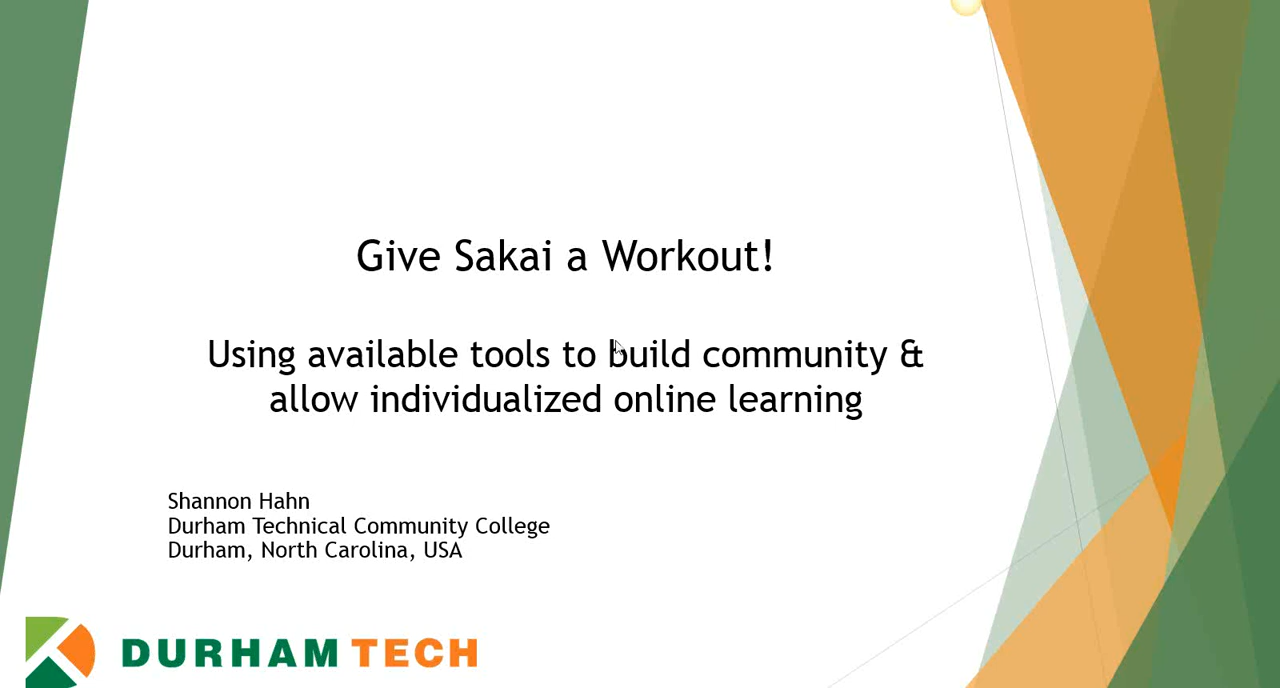 Give Sakai a Workout!
Using available tools to build community &
allow individualized online learning
Shannon Hahn
Durham Technical Community College
Durham, North Carolina, USA
DURHAM TECH